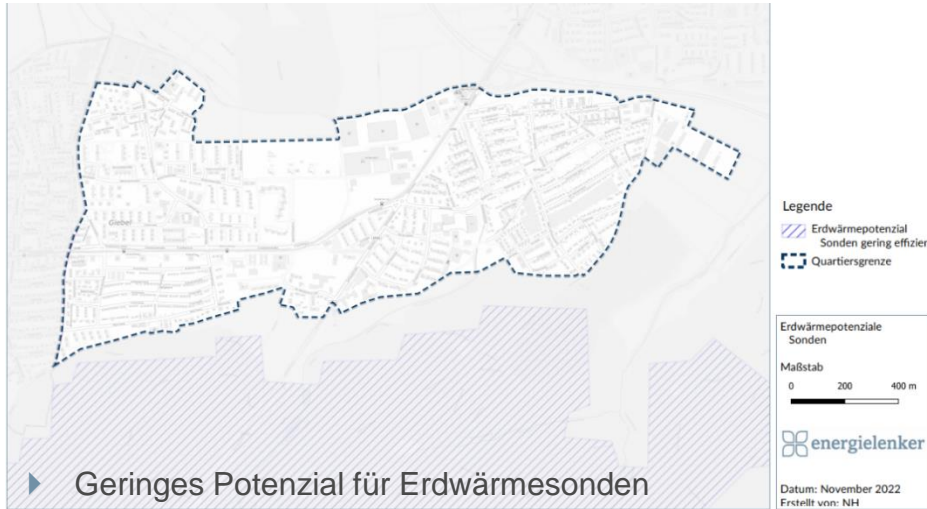 Giebel
Legende
Erdwärmepotenzial
Sonden gering effizien
Quartiersgrenze
Erdwärmepotenziale
Sonden
Maßstab
0 200 400 m
energielenker
Datum: November 2022
Erstellt von: NH
Geringes Potenzial für Erdwärmesonden